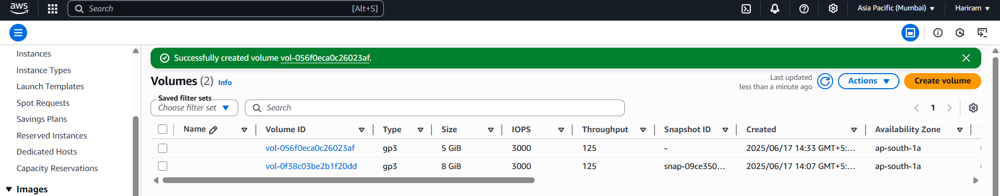 aws Search [Alt+S] Asia Pacific (Mumbai) Hariram
Instances
Instance Types
Launch Templates
Spot Requests
Savings Plans
Reserved Instances
Dedicated Hosts
Capacity Reservations
Images
Successfully created volume vol-056f0eca0c26023af.
Volumes (2) Info
Last updated
less than a minute ago
Actions
Create volume
Saved filter sets
Choose filter set
Search
1
Name Volume ID Type Size IOPS Throughput Snapshot ID Created Availability Zone
vol-056f0eca0c26023af gp3 5 GiB 3000 125 - 2025/06/17 14:33 GMT+5:... ap-south-1a
vol-0f38c03be2b1f20dd gp3 8 GiB 3000 125 snap-09ce350... 2025/06/17 14:07 GMT+5:... ap-south-1a